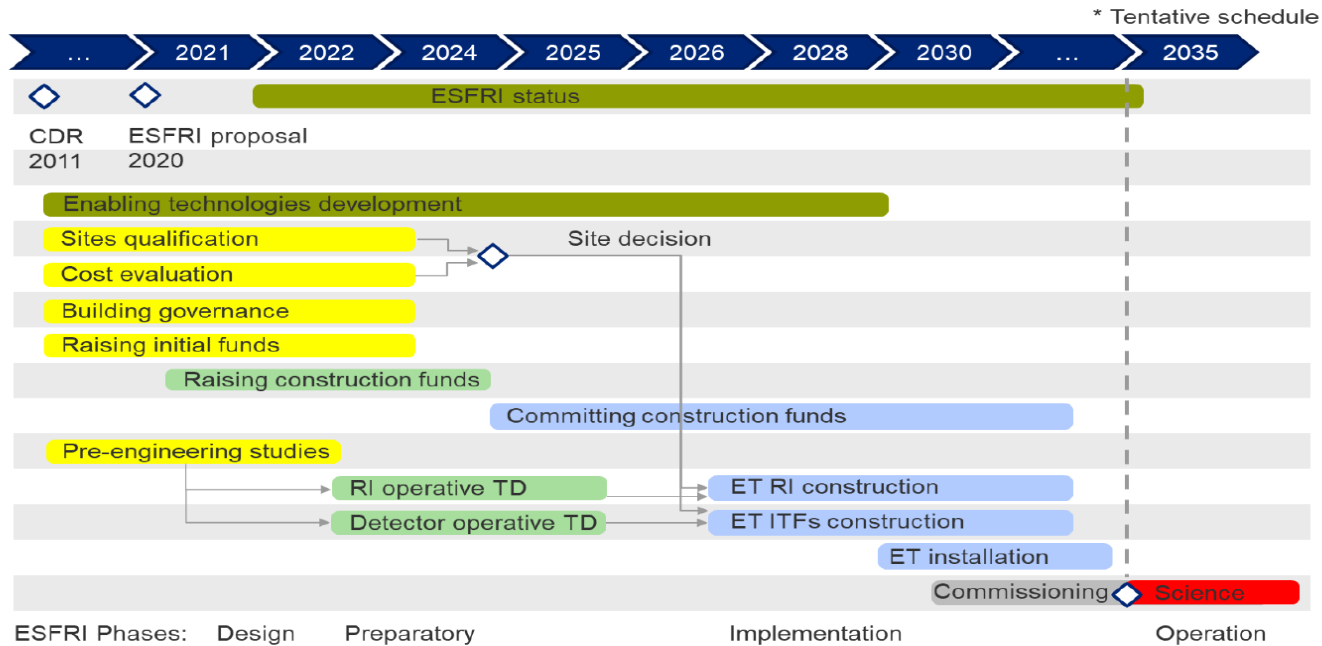 * Tentative schedule
... 2021 2022 2024 2025 2026 2028 2030 ... 2035
ESFRI status
CDR ESFRI proposal
2011 2020
Enabling technologies development
Sites qualification Site decision
Cost evaluation
Building governance
Raising initial funds
Raising construction funds
Committing construction funds
Pre-engineering studies
RI operative TD ET RI construction
Detector operative TD ET ITFs construction
ET installation
Commissioning Science
ESFRI Phases: Design Preparatory Implementation Operation